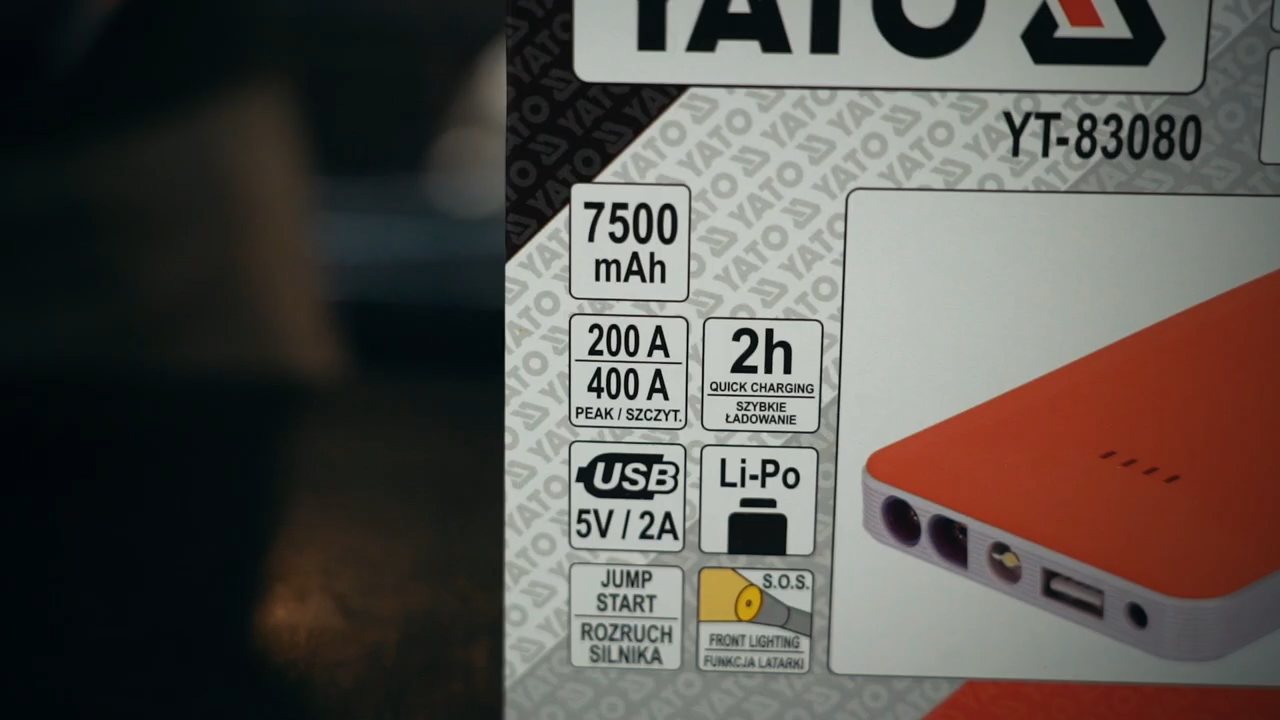 YATO
YT-83080
7500
mAh
200 A
400 A
PEAK / SZCZYT.
2h
QUICK CHARGING
SZYBKIE
ŁADOWANIE
USB
5V / 2A
Li-Po
JUMP
START
ROZRUCH
SILNIKA
S.O.S.
FRONT LIGHTING
FUNKCJA LATARKI